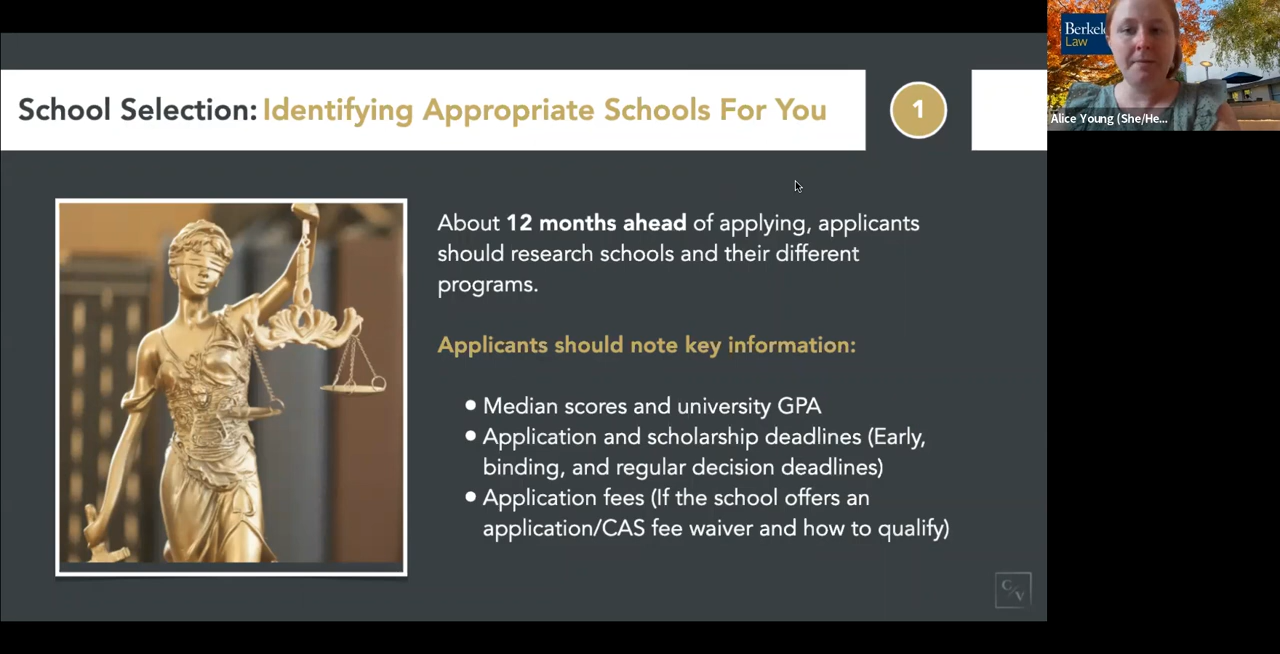 School Selection: Identifying Appropriate Schools For You
1
Berkel
Law
Alice Young (She/He...
About 12 months ahead of applying, applicants
should research schools and their different
programs.
Applicants should note key information:
● Median scores and university GPA
● Application and scholarship deadlines (Early,
binding, and regular decision deadlines)
● Application fees (If the school offers an
application/CAS fee waiver and how to qualify)
C/V